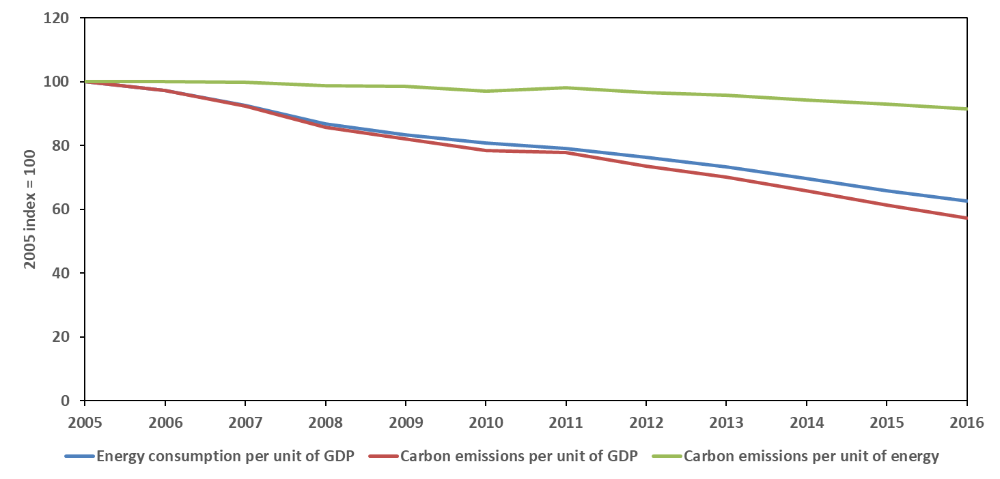 120
100
80
60
40
20
0
2005 index = 100
2005 2006 2007 2008 2009 2010 2011 2012 2013 2014 2015 2016
Energy consumption per unit of GDP Carbon emissions per unit of GDP Carbon emissions per unit of energy